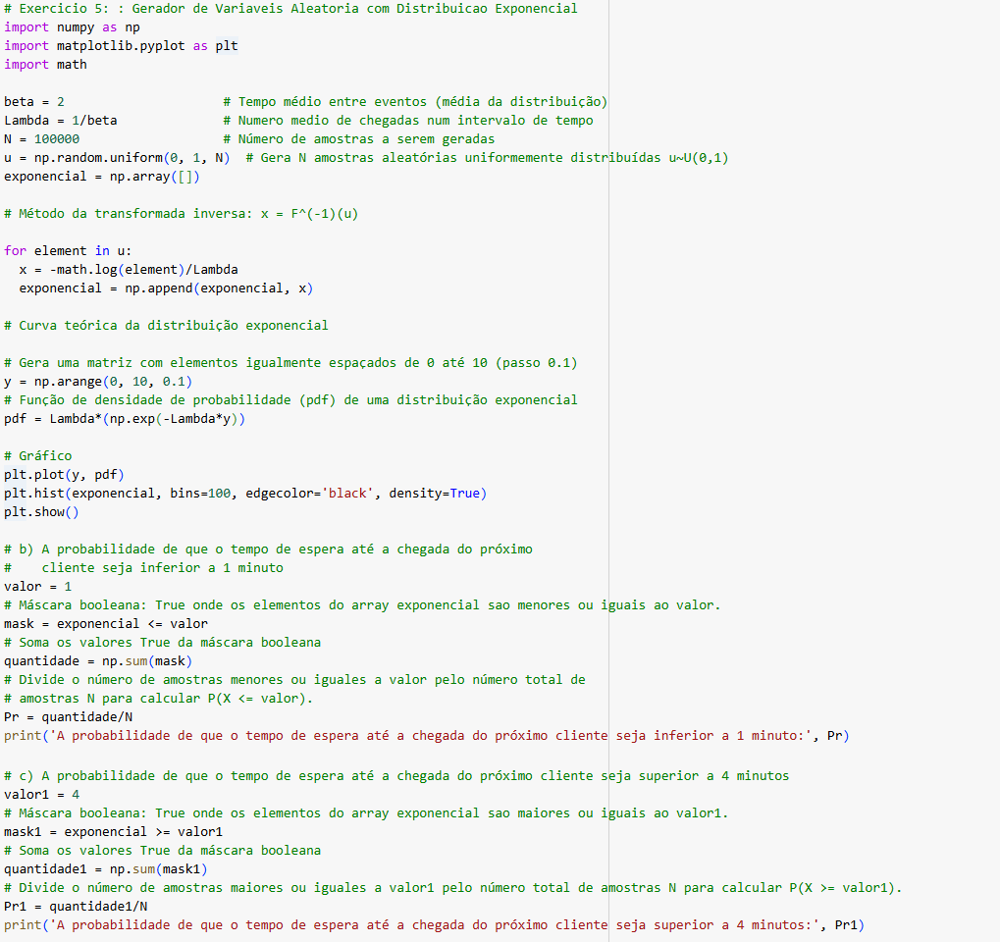 # Exercicio 5: : Gerador de Variaveis Aleatoria com Distribuicao Exponencial
import numpy as np
import matplotlib.pyplot as plt
import math
beta = 2 # Tempo médio entre eventos (média da distribuição)
Lambda = 1/beta # Numero medio de chegadas num intervalo de tempo
N = 100000 # Número de amostras a serem geradas
u = np.random.uniform(0, 1, N) # Gera N amostras aleatórias uniformemente distribuídas u~U(0,1)
exponencial = np.array([])
# Método da transformada inversa: x = F^(-1)(u)
for element in u:
  x = -math.log(element)/Lambda
  exponencial = np.append(exponencial, x)
# Curva teórica da distribuição exponencial
# Gera uma matriz com elementos igualmente espaçados de 0 até 10 (passo 0.1)
y = np.arange(0, 10, 0.1)
# Função de densidade de probabilidade (pdf) de uma distribuição exponencial
pdf = Lambda*(np.exp(-Lambda*y))
# Gráfico
plt.plot(y, pdf)
plt.hist(exponencial, bins=100, edgecolor='black', density=True)
plt.show()
# b) A probabilidade de que o tempo de espera até a chegada do próximo
#    cliente seja inferior a 1 minuto
valor = 1
# Máscara booleana: True onde os elementos do array exponencial sao menores ou iguais ao valor.
mask = exponencial <= valor
# Soma os valores True da máscara booleana
quantidade = np.sum(mask)
# Divide o número de amostras menores ou iguales a valor pelo número total de
# amostras N para calcular P(X <= valor).
Pr = quantidade/N
print('A probabilidade de que o tempo de espera até a chegada do próximo cliente seja inferior a 1 minuto:', Pr)
# c) A probabilidade de que o tempo de espera até a chegada do próximo cliente seja superior a 4 minutos
valor1 = 4
# Máscara booleana: True onde os elementos do array exponencial sao maiores ou iguais ao valor1.
mask1 = exponencial >= valor1
# Soma os valores True da máscara booleana
quantidade1 = np.sum(mask1)
# Divide o número de amostras maiores ou iguales a valor1 pelo número total de amostras N para calcular P(X >= valor1).
Pr1 = quantidade1/N
print('A probabilidade de que o tempo de espera até a chegada do próximo cliente seja superior a 4 minutos:', Pr1)